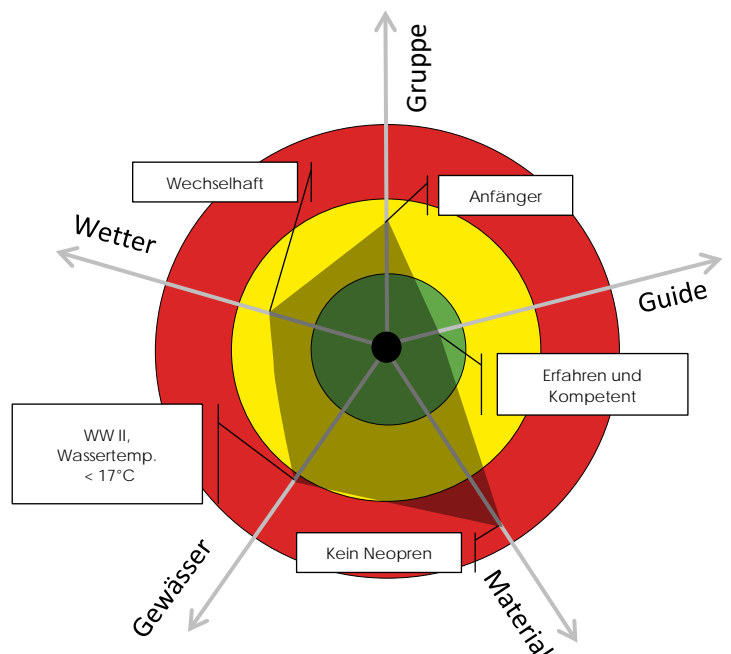 Gruppe
Wechselhaft
Anfänger
Wetter
Guide
Erfahren und
Kompetent
WW II,
Wassertemp.
< 17°C
Kein Neopren
Gewässer
Material